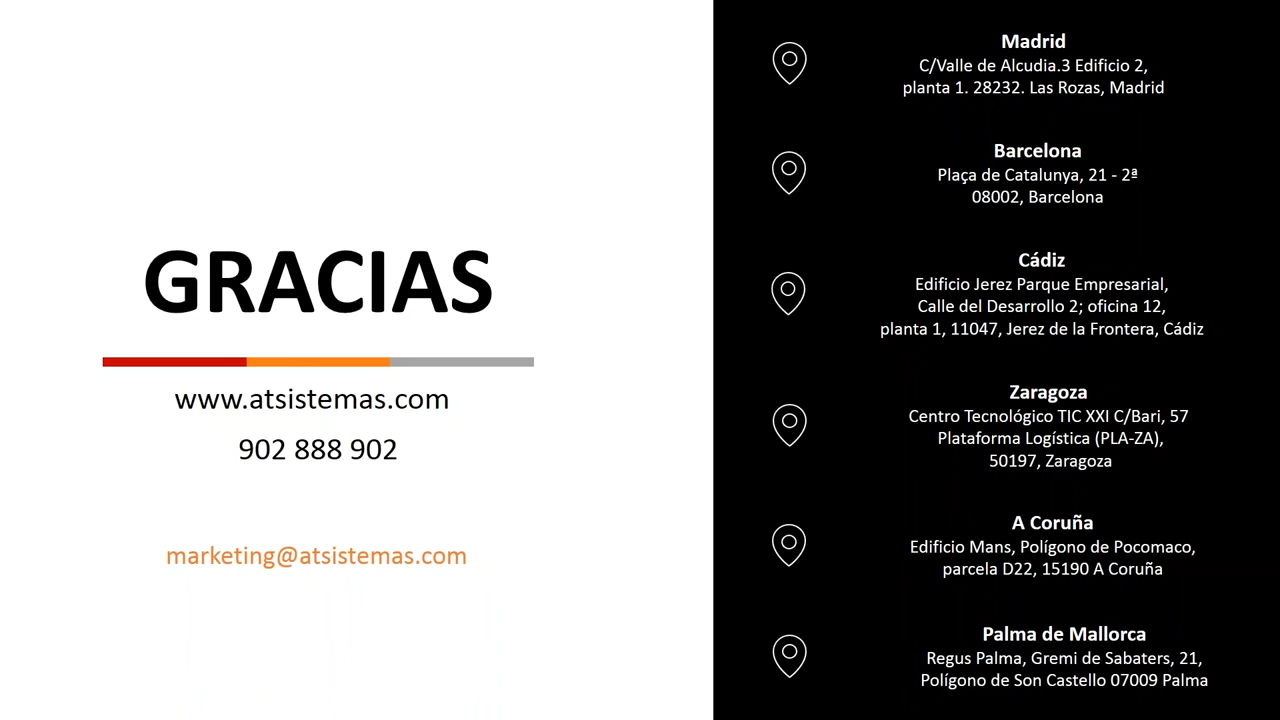 GRACIAS
www.atsistemas.com
902 888 902
marketing@atsistemas.com
Madrid
C/Valle de Alcudia.3 Edificio 2,
planta 1. 28232. Las Rozas, Madrid
Barcelona
Plaça de Catalunya, 21 - 2ª
08002, Barcelona
Cádiz
Edificio Jerez Parque Empresarial,
Calle del Desarrollo 2; oficina 12,
planta 1, 11047, Jerez de la Frontera, Cádiz
Zaragoza
Centro Tecnológico TIC XXI C/Bari, 57
Plataforma Logística (PLA-ZA),
50197, Zaragoza
A Coruña
Edificio Mans, Polígono de Pocomaco,
parcela D22, 15190 A Coruña
Palma de Mallorca
Regus Palma, Gremi de Sabaters, 21,
Polígono de Son Castello 07009 Palma